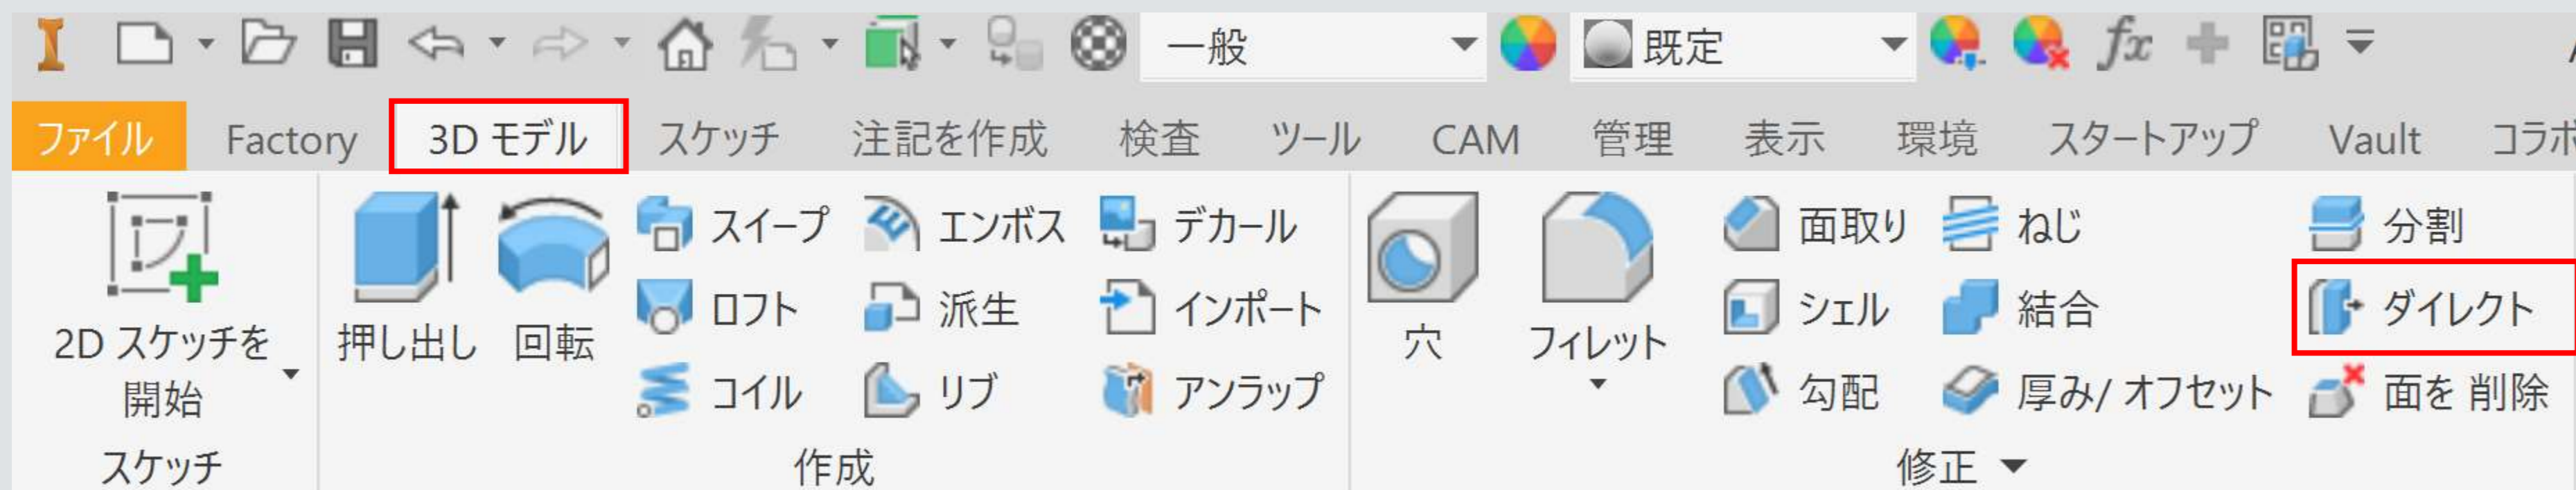 一般 既定 fx
ファイル Factory 3D モデル スケッチ 注記を作成 検査 ツール CAM 管理 表示 環境 スタートアップ Vault コラボ
スイープ エンボス デカール 面取り ねじ 分割
ロフト 派生 インポート シェル 結合 ダイレクト
2D スケッチを 押し出し 回転 穴 フィレット
開始 コイル リブ アンラップ 勾配 厚み/ オフセット 面を 削除
スケッチ 作成 修正